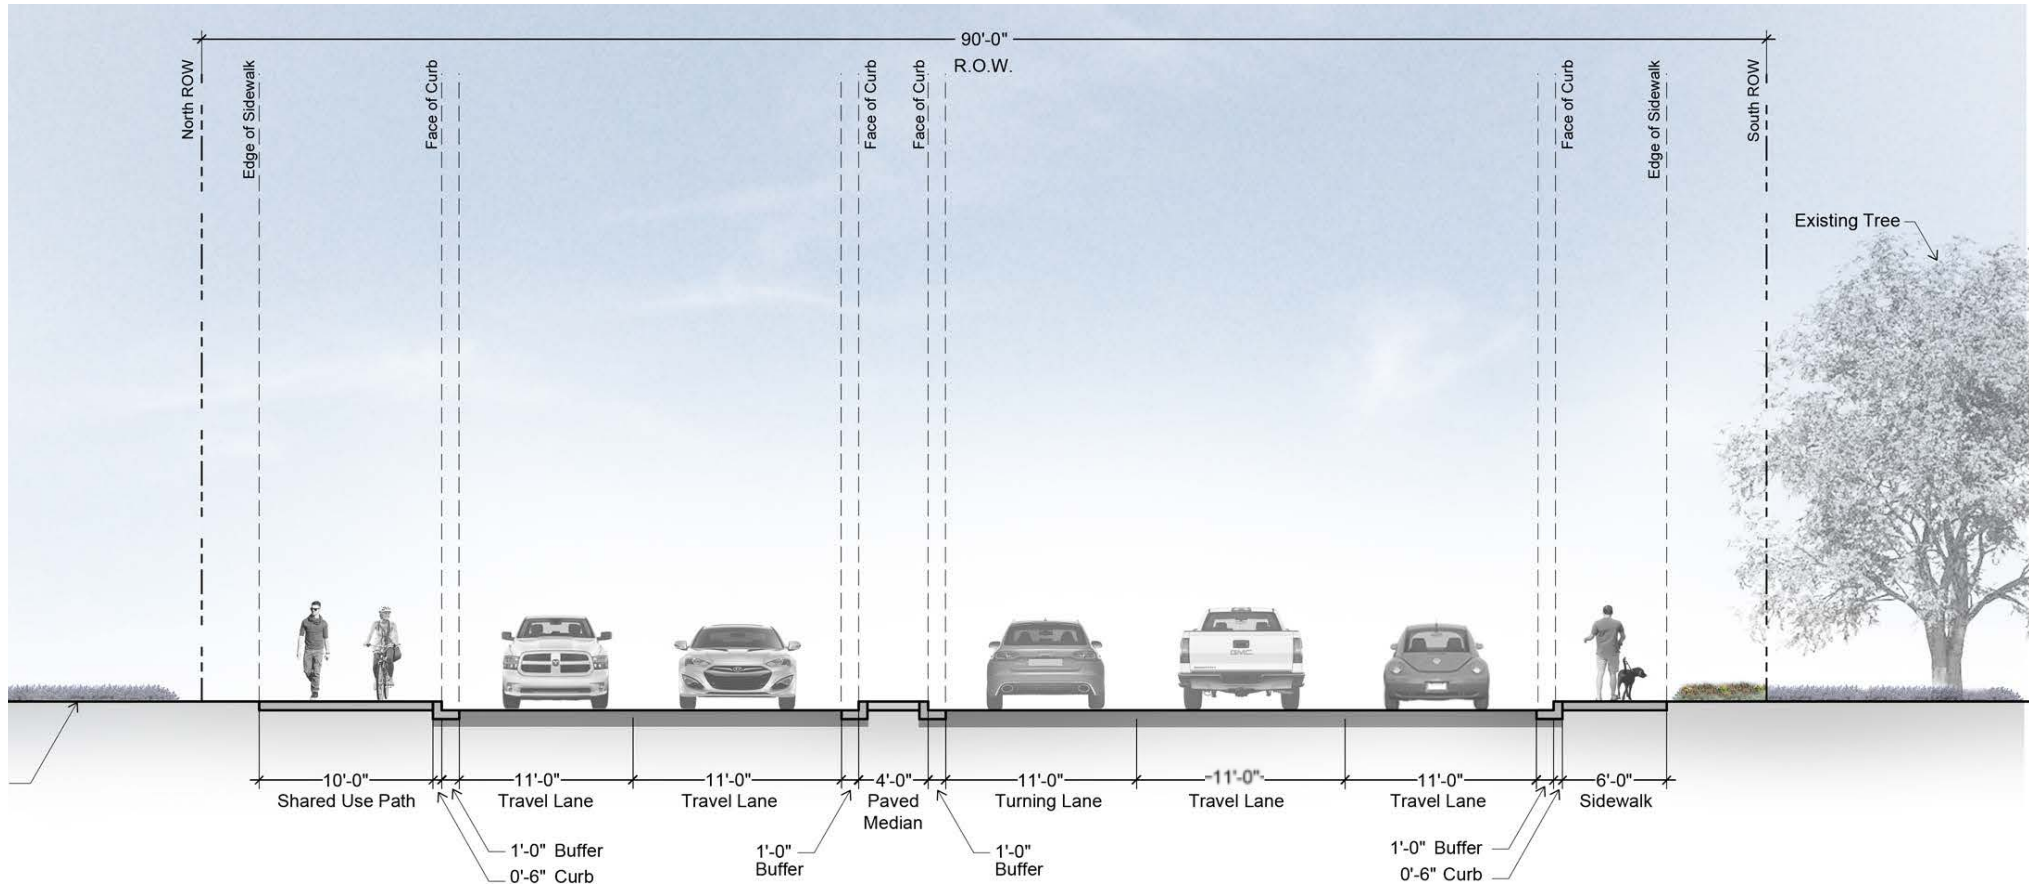 90'-0"
R.O.W.
North ROW
Edge of Sidewalk
Face of Curb
Face of Curb
Face of Curb
Face of Curb
Edge of Sidewalk
South ROW
Existing Tree
GMC
10'-0"
Shared Use Path
11'-0"
Travel Lane
11'-0"
Travel Lane
4'-0"
Paved
Median
11'-0"
Turning Lane
11'-0"
Travel Lane
11'-0"
Travel Lane
6'-0"
Sidewalk
1'-0" Buffer
0'-6" Curb
1'-0"
Buffer
1'-0"
Buffer
1'-0" Buffer
0'-6" Curb